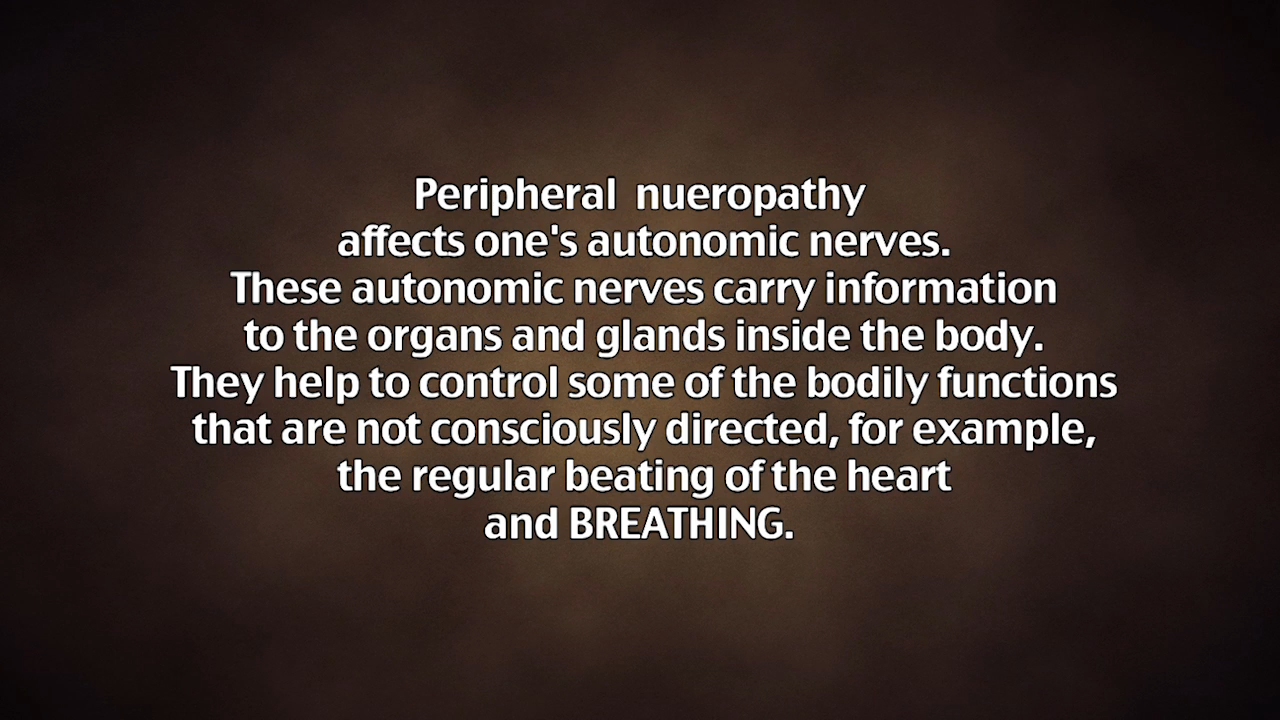 Peripheral nueropathy
affects one's autonomic nerves.
These autonomic nerves carry information
to the organs and glands inside the body.
They help to control some of the bodily functions
that are not consciously directed, for example,
the regular beating of the heart
and BREATHING.